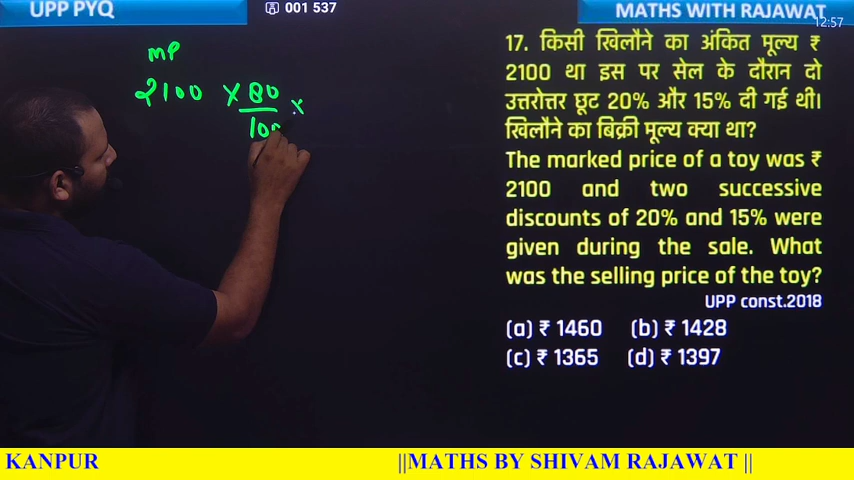 UPP PYQ
001 537
MATHS WITH RAJAWAT
12:57
MP
2100 × 80/100 ×
17. किसी खिलौने का अंकित मूल्य ₹
2100 था इस पर सेल के दौरान दो
उत्तरोत्तर छूट 20% और 15% दी गई थी।
खिलौने का बिक्री मूल्य क्या था?
The marked price of a toy was ₹
2100 and two successive
discounts of 20% and 15% were
given during the sale. What
was the selling price of the toy?
UPP const.2018
(a) ₹ 1460 (b) ₹ 1428
(c) ₹ 1365 (d) ₹ 1397
KANPUR
||MATHS BY SHIVAM RAJAWAT ||